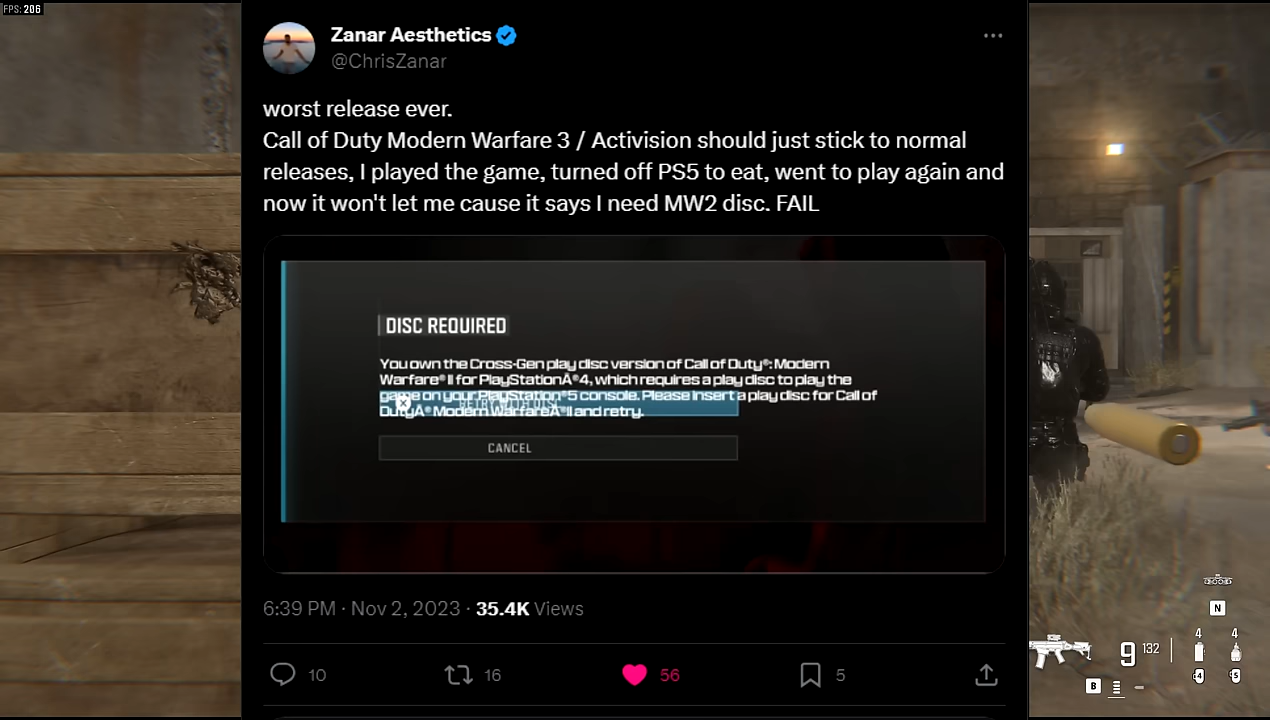 FPS: 206
Zanar Aesthetics
@ChrisZanar
worst release ever.
Call of Duty Modern Warfare 3 / Activision should just stick to normal
releases, I played the game, turned off PS5 to eat, went to play again and
now it won't let me cause it says I need MW2 disc. FAIL
DISC REQUIRED
You own the Cross-Gen play disc version of Call of Duty®: Modern
Warfare® II for PlayStationÂ®4, which requires a play disc to play the
game on your PlayStation®5 console. Please insert a play disc for Call of
DutyÂ® Modern WarfareÂ®II and retry.
RETRY WITH DISC
CANCEL
6:39 PM · Nov 2, 2023 · 35.4K Views
10 16 56 5
N
4 4
9 132
4 5
B